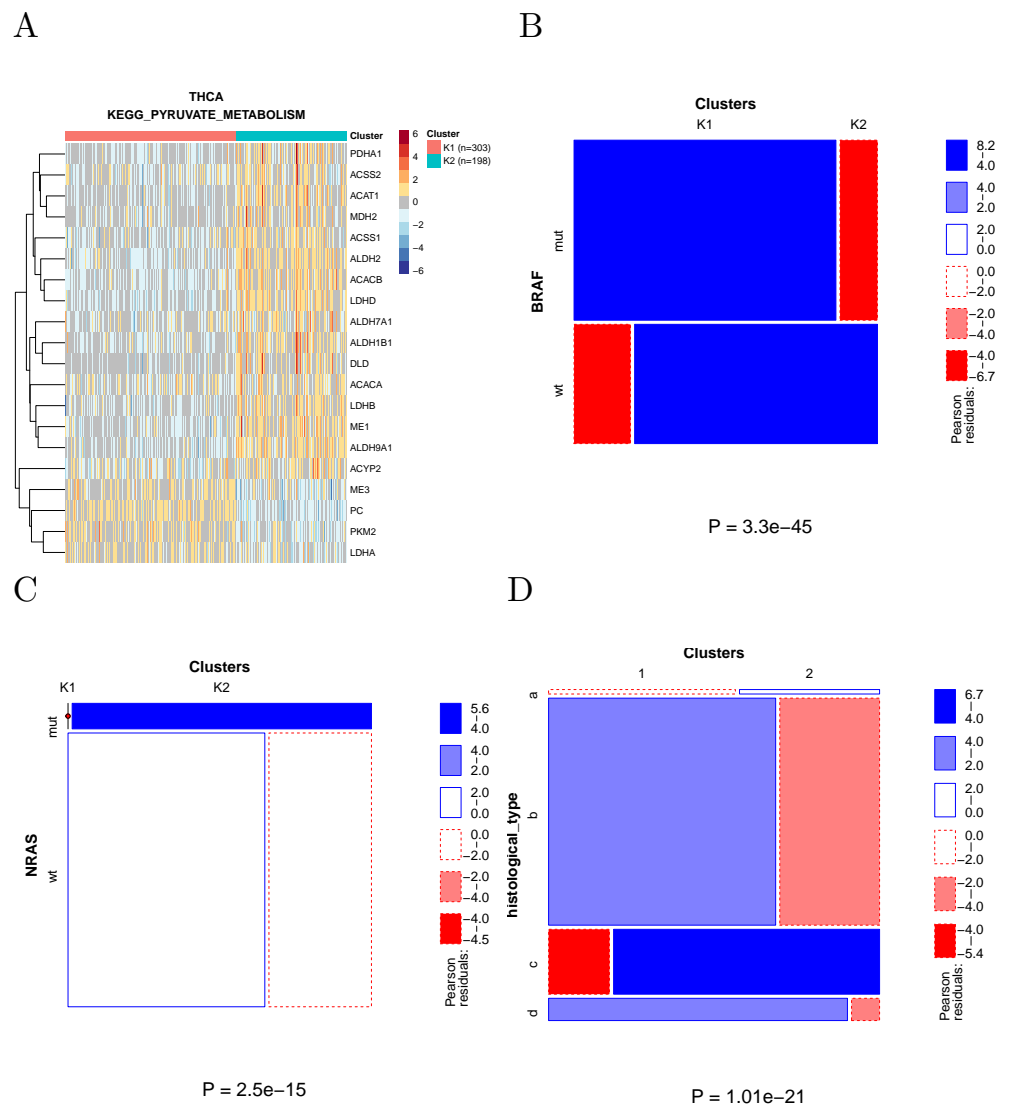 A
THCA
KEGG_PYRUVATE_METABOLISM
Cluster
PDHA1
ACSS2
ACAT1
MDH2
ACSS1
ALDH2
ACACB
LDHD
ALDH7A1
ALDH1B1
DLD
ACACA
LDHB
ME1
ALDH9A1
ACYP2
ME3
PC
PKM2
LDHA
6
4
2
0
−2
−4
−6
Cluster
K1 (n=303)
K2 (n=198)
B
Clusters
K1 K2
BRAF
mut
wt
8.2
4.0
4.0
2.0
2.0
0.0
0.0
−2.0
−2.0
−4.0
−4.0
−6.7
Pearson
residuals:
P = 3.3e−45
C
Clusters
K1 K2
NRAS
mut
wt
5.6
4.0
4.0
2.0
2.0
0.0
0.0
−2.0
−2.0
−4.0
−4.0
−4.5
Pearson
residuals:
P = 2.5e−15
D
Clusters
1 2
histological_type
a
b
c
d
6.7
4.0
4.0
2.0
2.0
0.0
0.0
−2.0
−2.0
−4.0
−4.0
−5.4
Pearson
residuals:
P = 1.01e−21